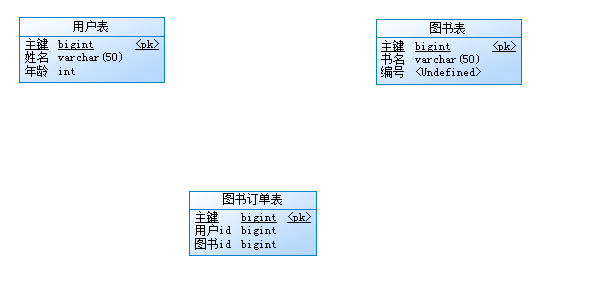 用户表
主键 bigint <pk>
姓名 varchar(50)
年龄 int
图书表
主键 bigint <pk>
书名 varchar(50)
编号 <Undefined>
图书订单表
主键 bigint <pk>
用户id bigint
图书id bigint